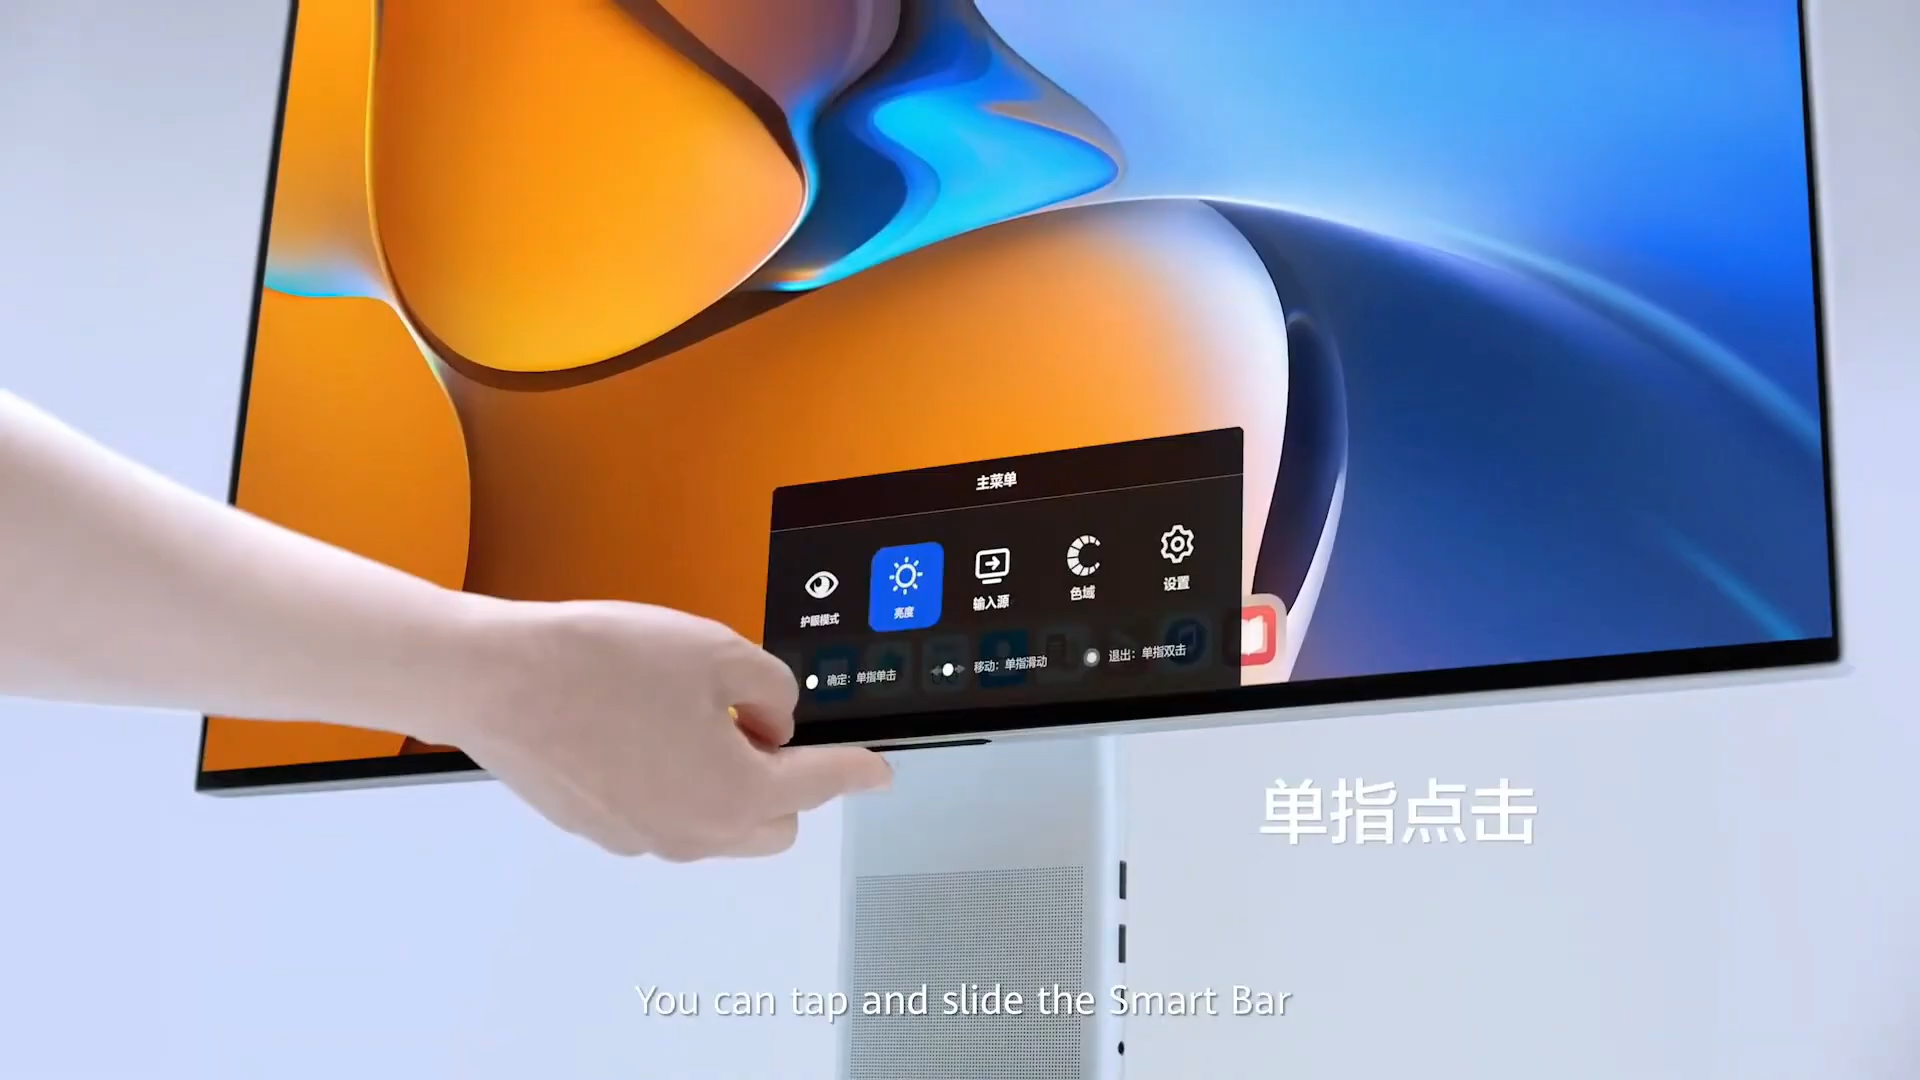 主菜单
护眼模式
亮度
输入源
色域
设置
确定：单指单击
移动：单指滑动
退出：单指双击
单指点击
You can tap and slide the Smart Bar